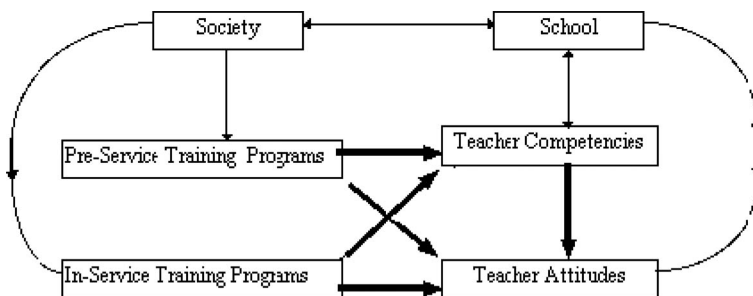 Society
School
Pre-Service Training Programs
Teacher Competencies
In-Service Training Programs
Teacher Attitudes